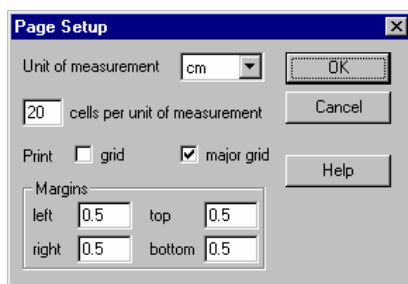 Page Setup
Unit of measurement cm OK
20 cells per unit of measurement Cancel
Print grid major grid
Help
Margins
left 0.5 top 0.5
right 0.5 bottom 0.5